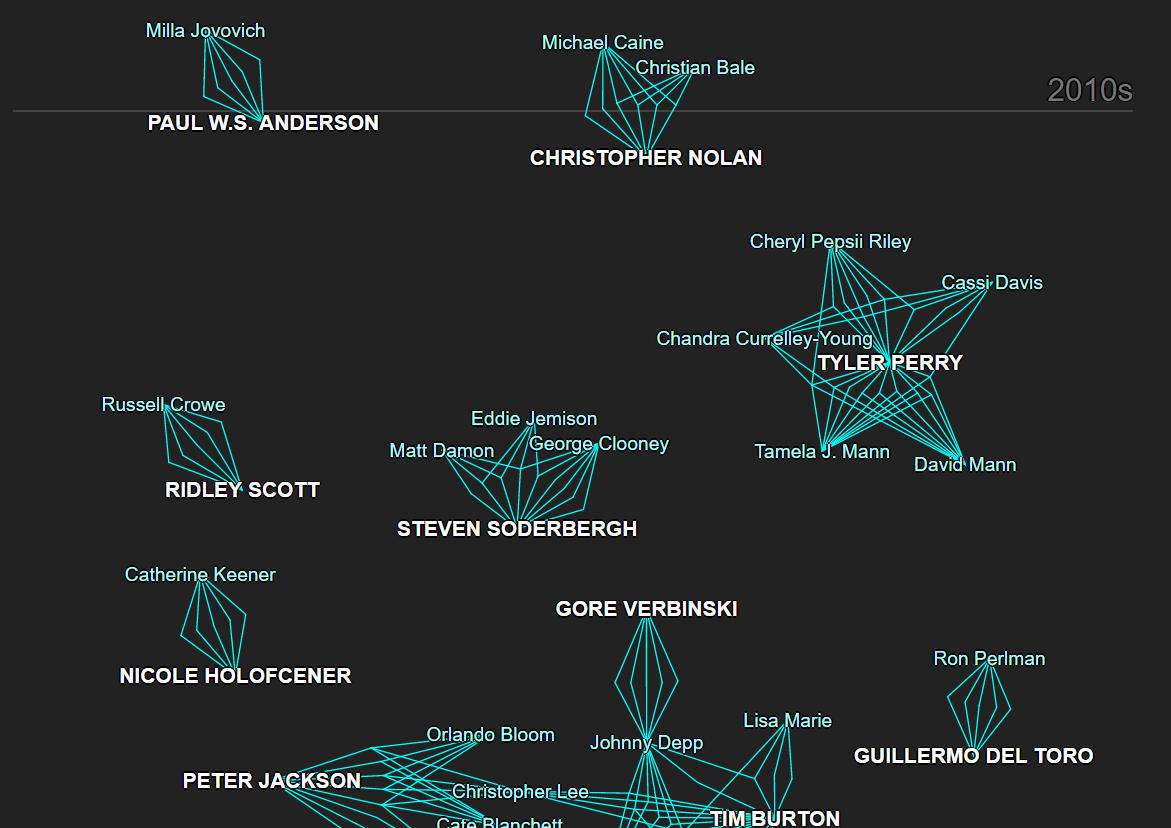 Milla Jovovich
Michael Caine
Christian Bale
2010s
PAUL W.S. ANDERSON
CHRISTOPHER NOLAN
Cheryl Pepsii Riley
Cassi Davis
Chandra Currelley-Young
TYLER PERRY
Russell Crowe
Eddie Jemison
George Clooney
Matt Damon
Tamela J. Mann
David Mann
RIDLEY SCOTT
STEVEN SODERBERGH
Catherine Keener
GORE VERBINSKI
Ron Perlman
NICOLE HOLOFCENER
Lisa Marie
Orlando Bloom
Johnny Depp
GUILLERMO DEL TORO
PETER JACKSON
Christopher Lee
TIM BURTON
Cate Blanchett